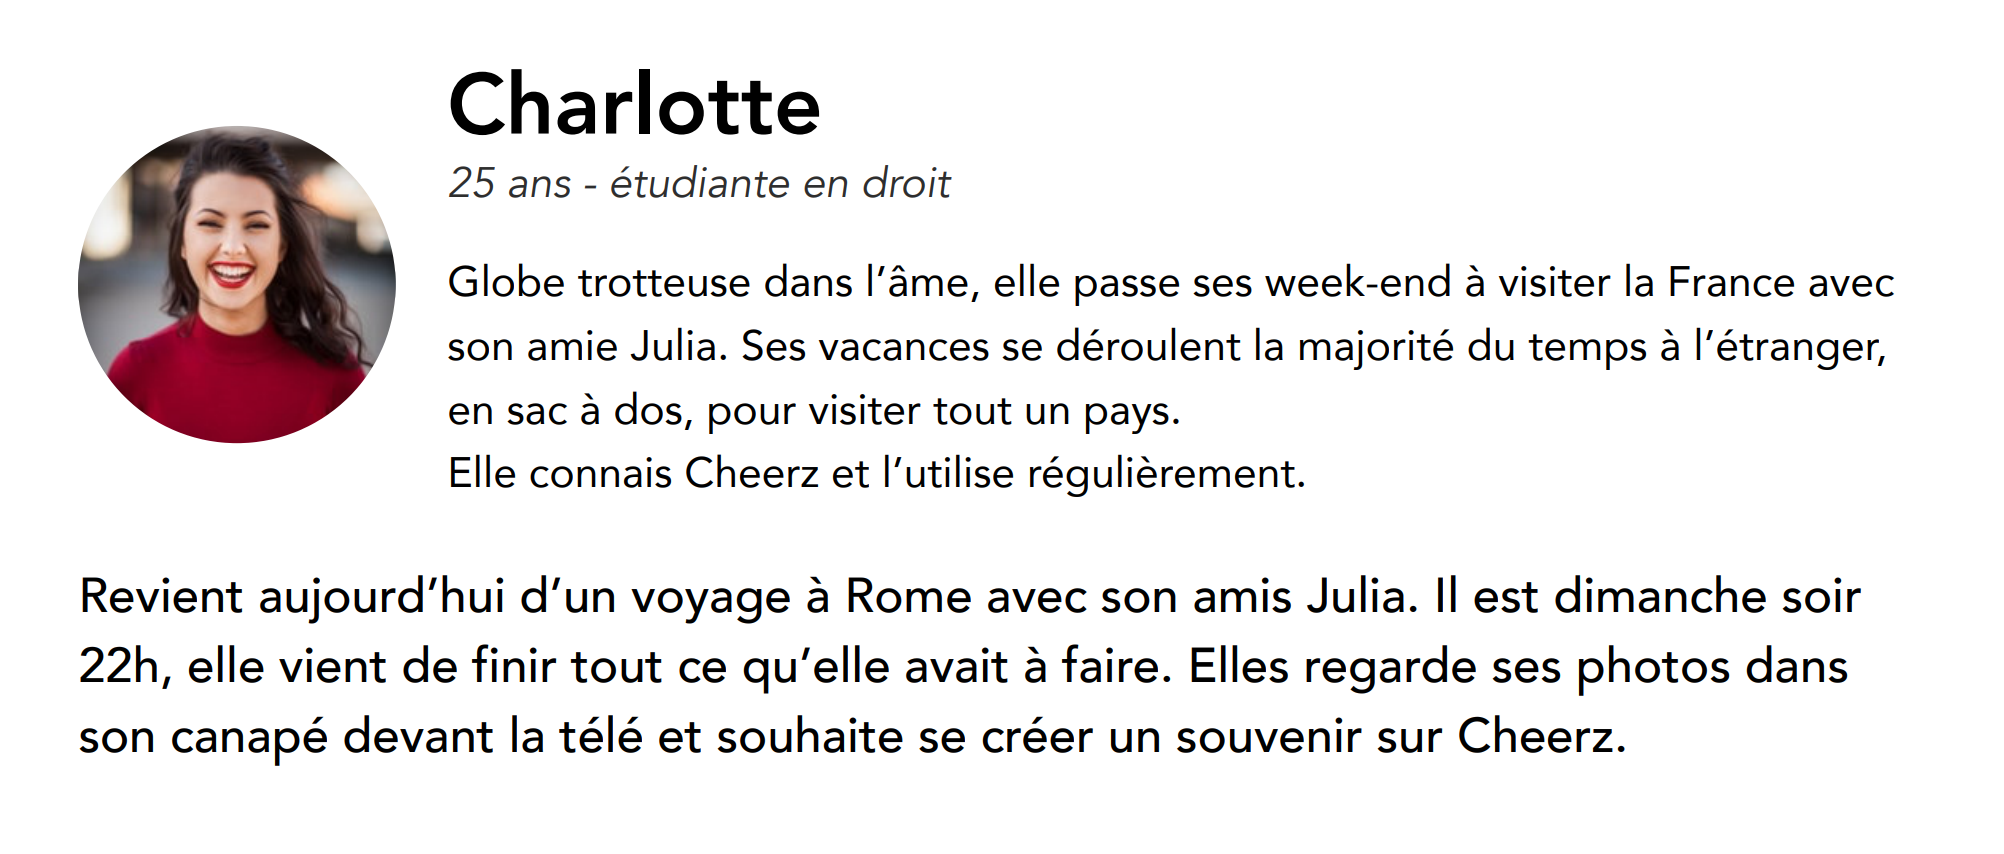 Charlotte
25 ans - étudiante en droit
Globe trotteuse dans l’âme, elle passe ses week-end à visiter la France avec
son amie Julia. Ses vacances se déroulent la majorité du temps à l’étranger,
en sac à dos, pour visiter tout un pays.
Elle connais Cheerz et l’utilise régulièrement.
Revient aujourd’hui d’un voyage à Rome avec son amis Julia. Il est dimanche soir
22h, elle vient de finir tout ce qu’elle avait à faire. Elles regarde ses photos dans
son canapé devant la télé et souhaite se créer un souvenir sur Cheerz.